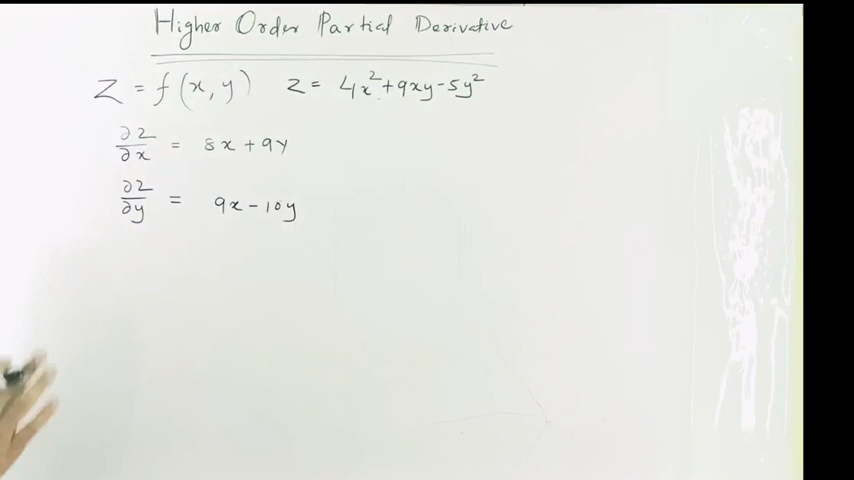 Higher Order Partial Derivative
Z = f(x, y) z = 4x² + 9xy - 5y²
∂z/∂x = 8x + 9y
∂z/∂y = 9x - 10y